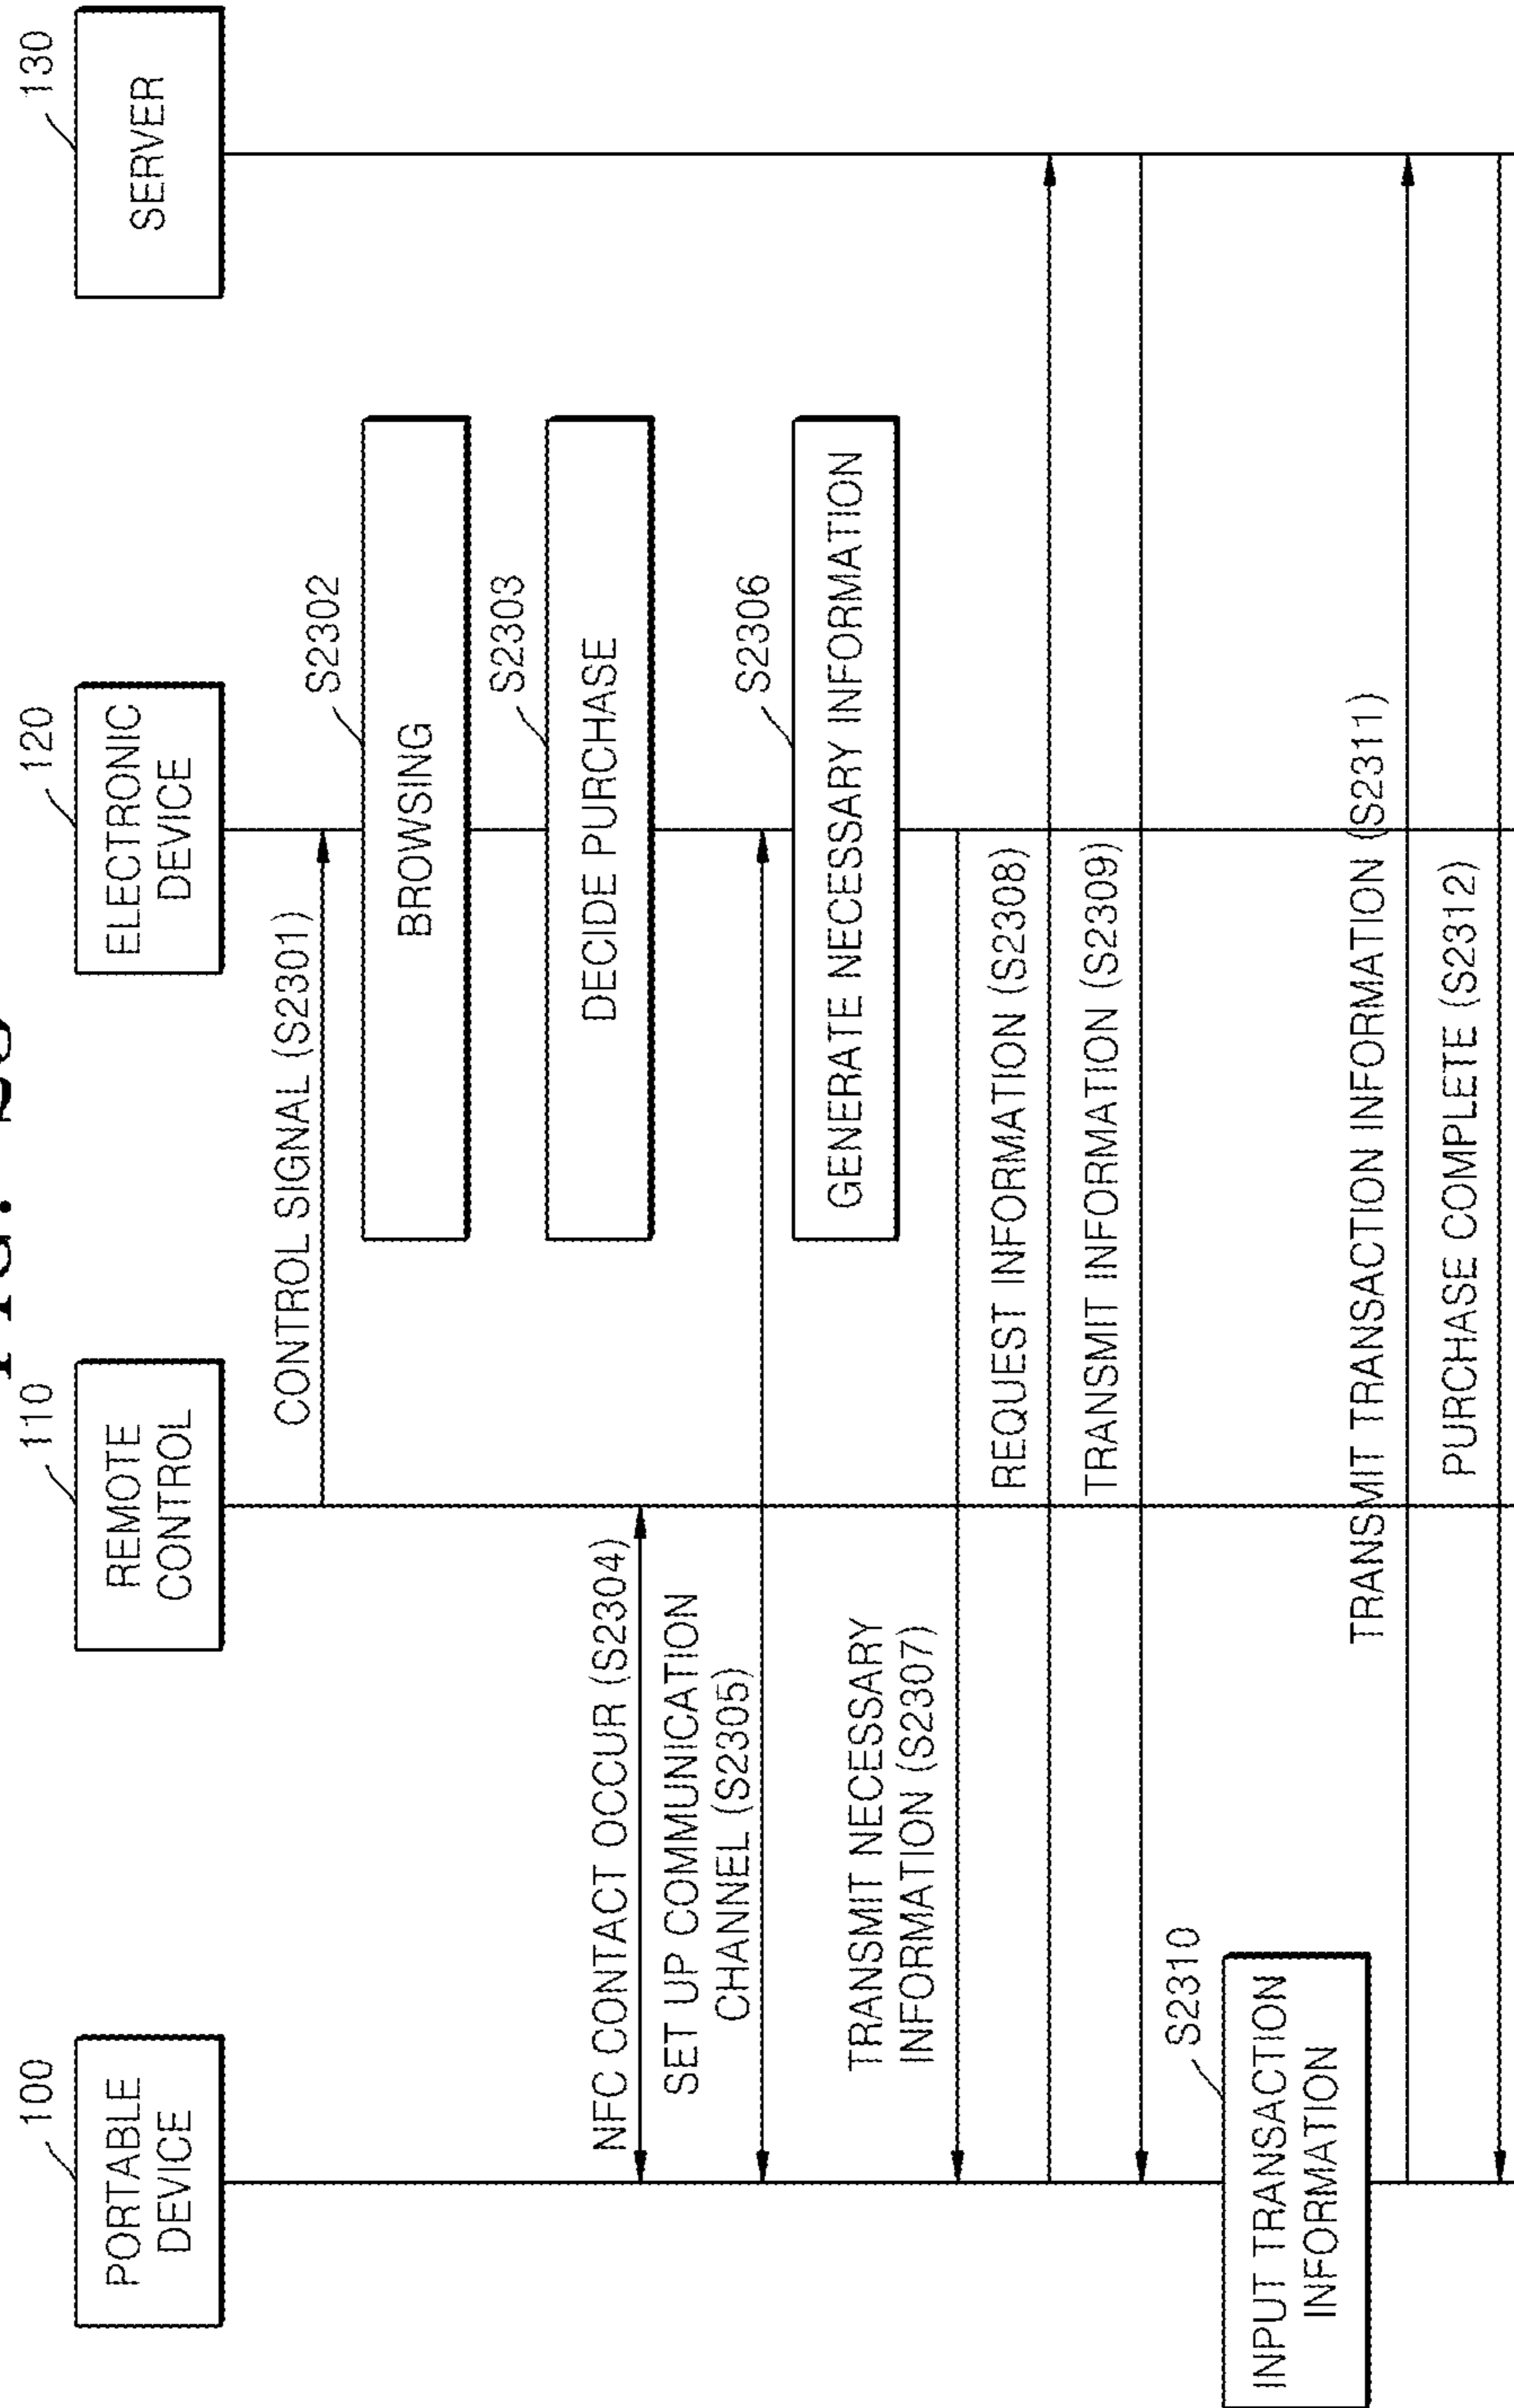 100
PORTABLE
DEVICE
110
REMOTE
CONTROL
120
ELECTRONIC
DEVICE
130
SERVER
CONTROL SIGNAL (S2301)
S2302
BROWSING
S2303
DECIDE PURCHASE
NFC CONTACT OCCUR (S2304)
SET UP COMMUNICATION
CHANNEL (S2305)
S2306
GENERATE NECESSARY INFORMATION
TRANSMIT NECESSARY
INFORMATION (S2307)
REQUEST INFORMATION (S2308)
TRANSMIT INFORMATION (S2309)
S2310
INPUT TRANSACTION
INFORMATION
TRANSMIT TRANSACTION INFORMATION (S2311)
PURCHASE COMPLETE (S2312)